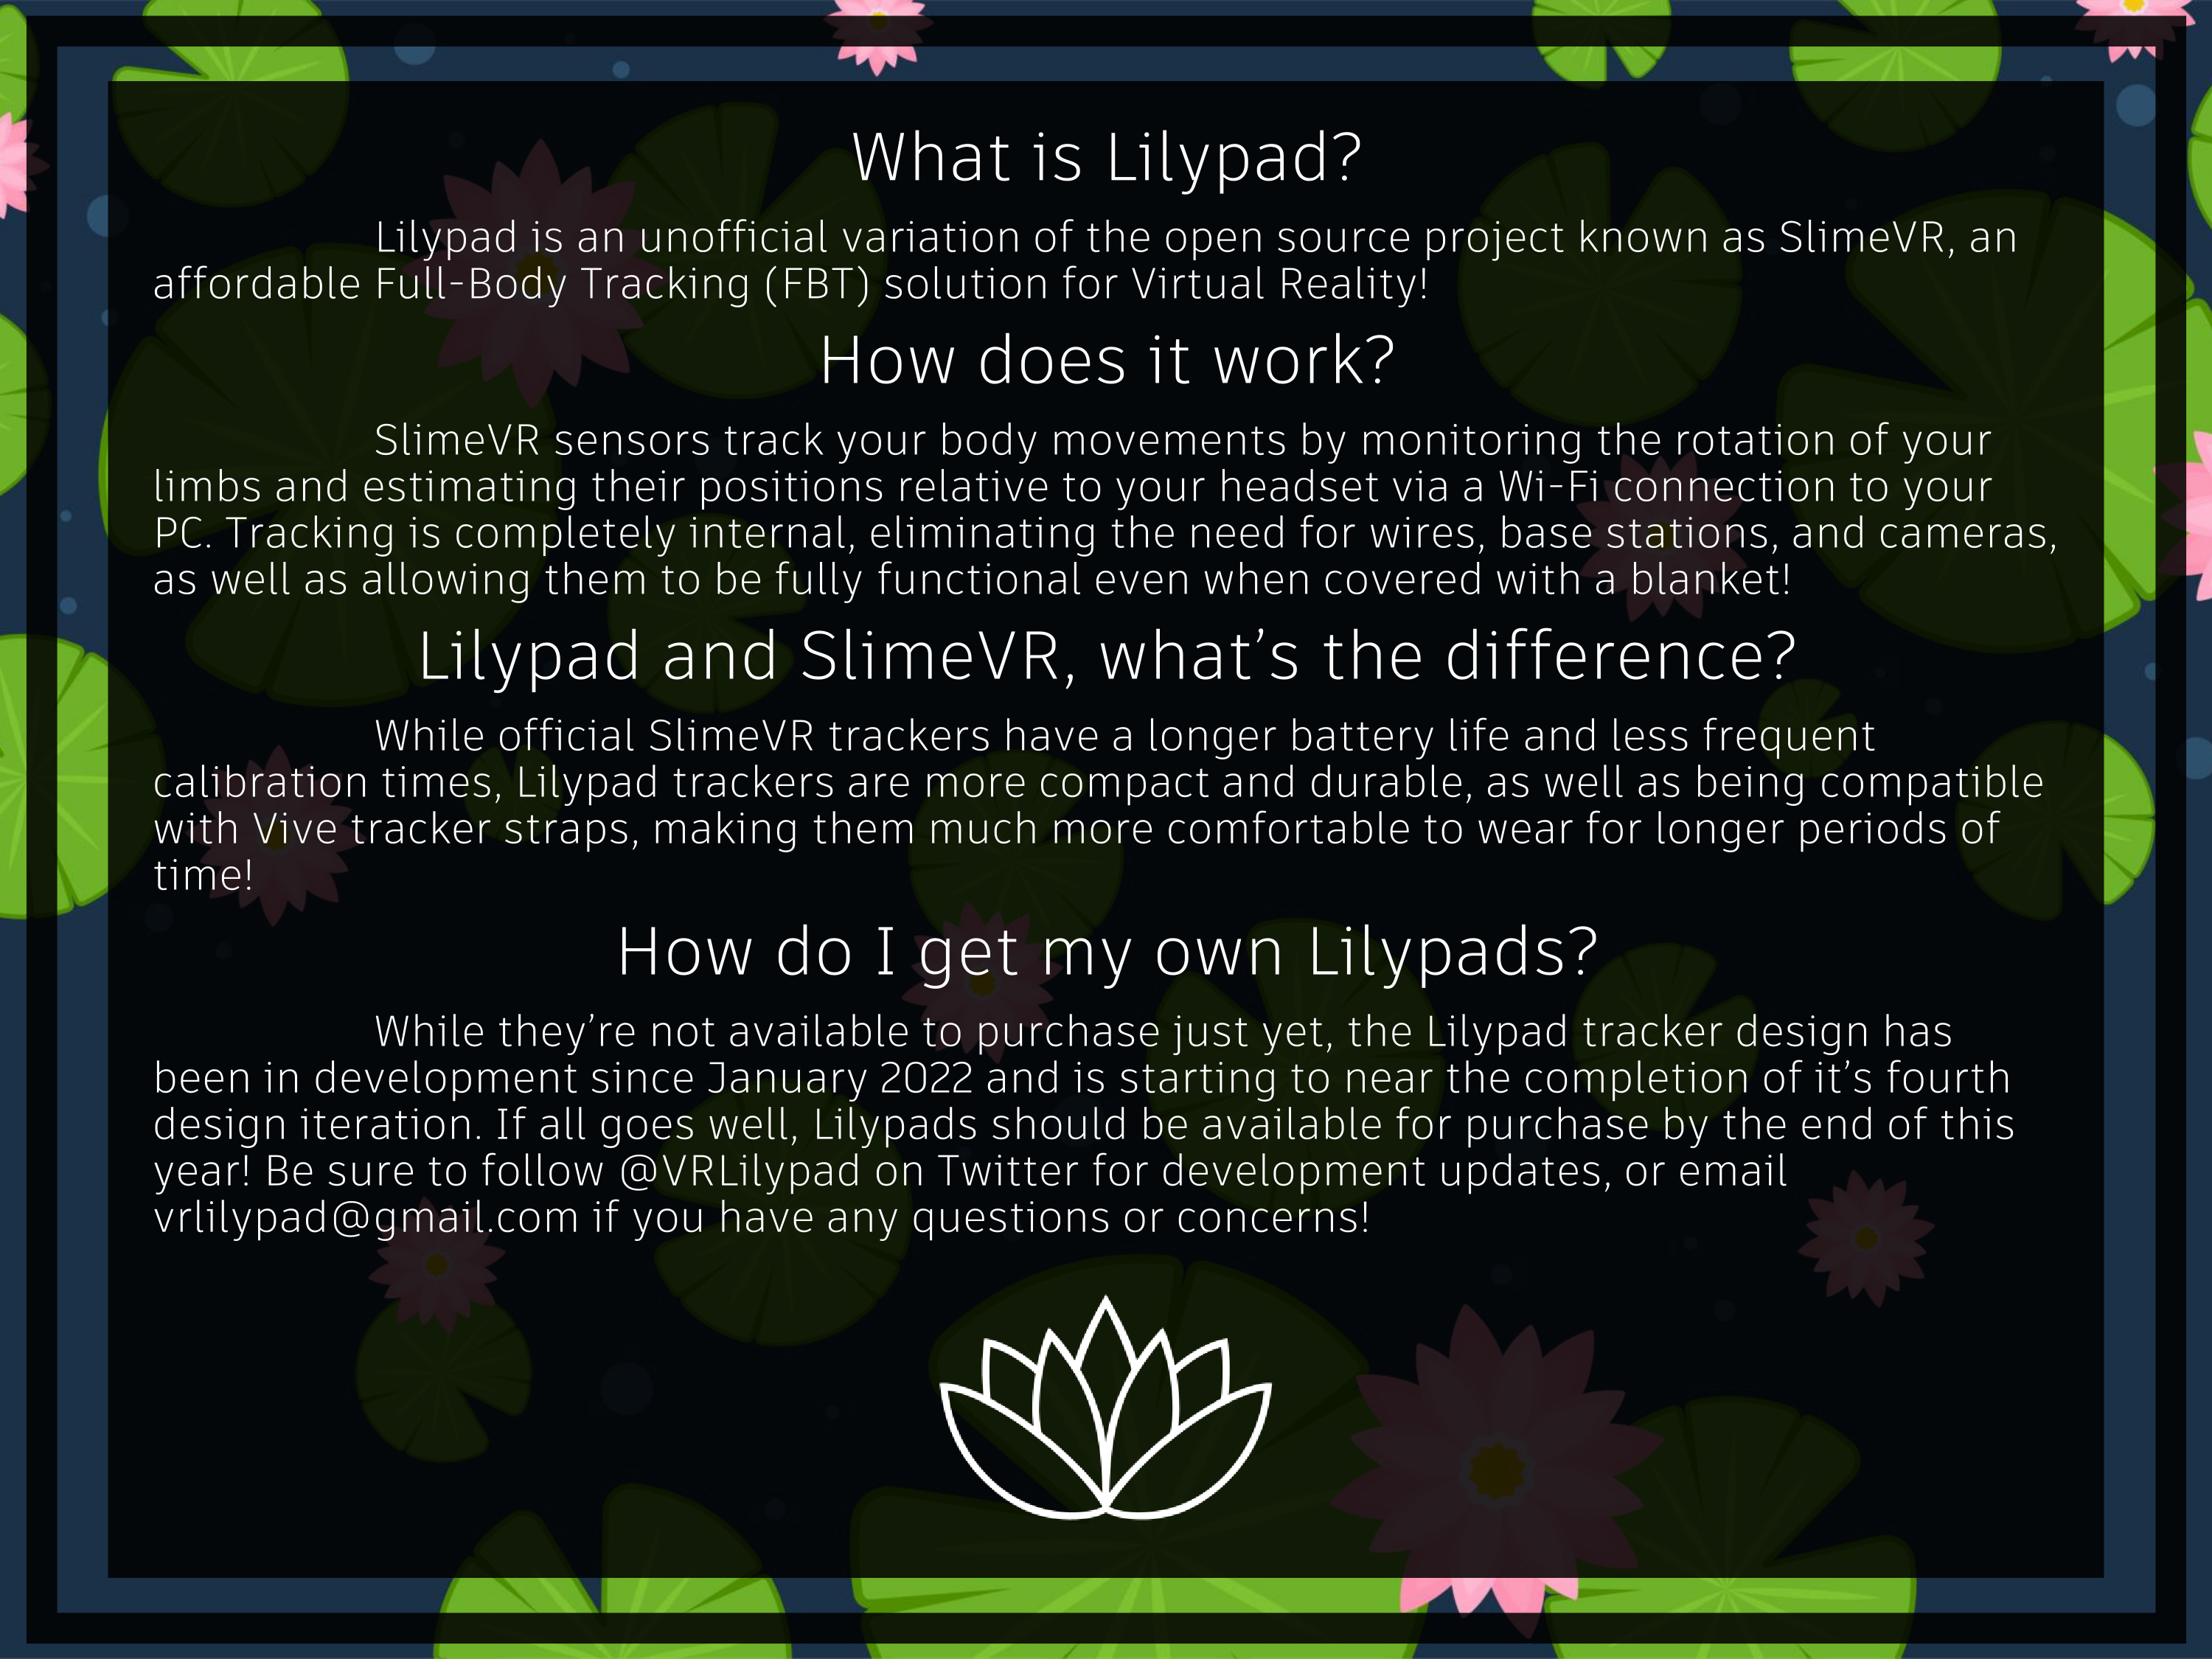 What is Lilypad?
Lilypad is an unofficial variation of the open source project known as SlimeVR, an
affordable Full-Body Tracking (FBT) solution for Virtual Reality!
How does it work?
SlimeVR sensors track your body movements by monitoring the rotation of your
limbs and estimating their positions relative to your headset via a Wi-Fi connection to your
PC. Tracking is completely internal, eliminating the need for wires, base stations, and cameras,
as well as allowing them to be fully functional even when covered with a blanket!
Lilypad and SlimeVR, what’s the difference?
While official SlimeVR trackers have a longer battery life and less frequent
calibration times, Lilypad trackers are more compact and durable, as well as being compatible
with Vive tracker straps, making them much more comfortable to wear for longer periods of
time!
How do I get my own Lilypads?
While they’re not available to purchase just yet, the Lilypad tracker design has
been in development since January 2022 and is starting to near the completion of it’s fourth
design iteration. If all goes well, Lilypads should be available for purchase by the end of this
year! Be sure to follow @VRLilypad on Twitter for development updates, or email
vrlilypad@gmail.com if you have any questions or concerns!